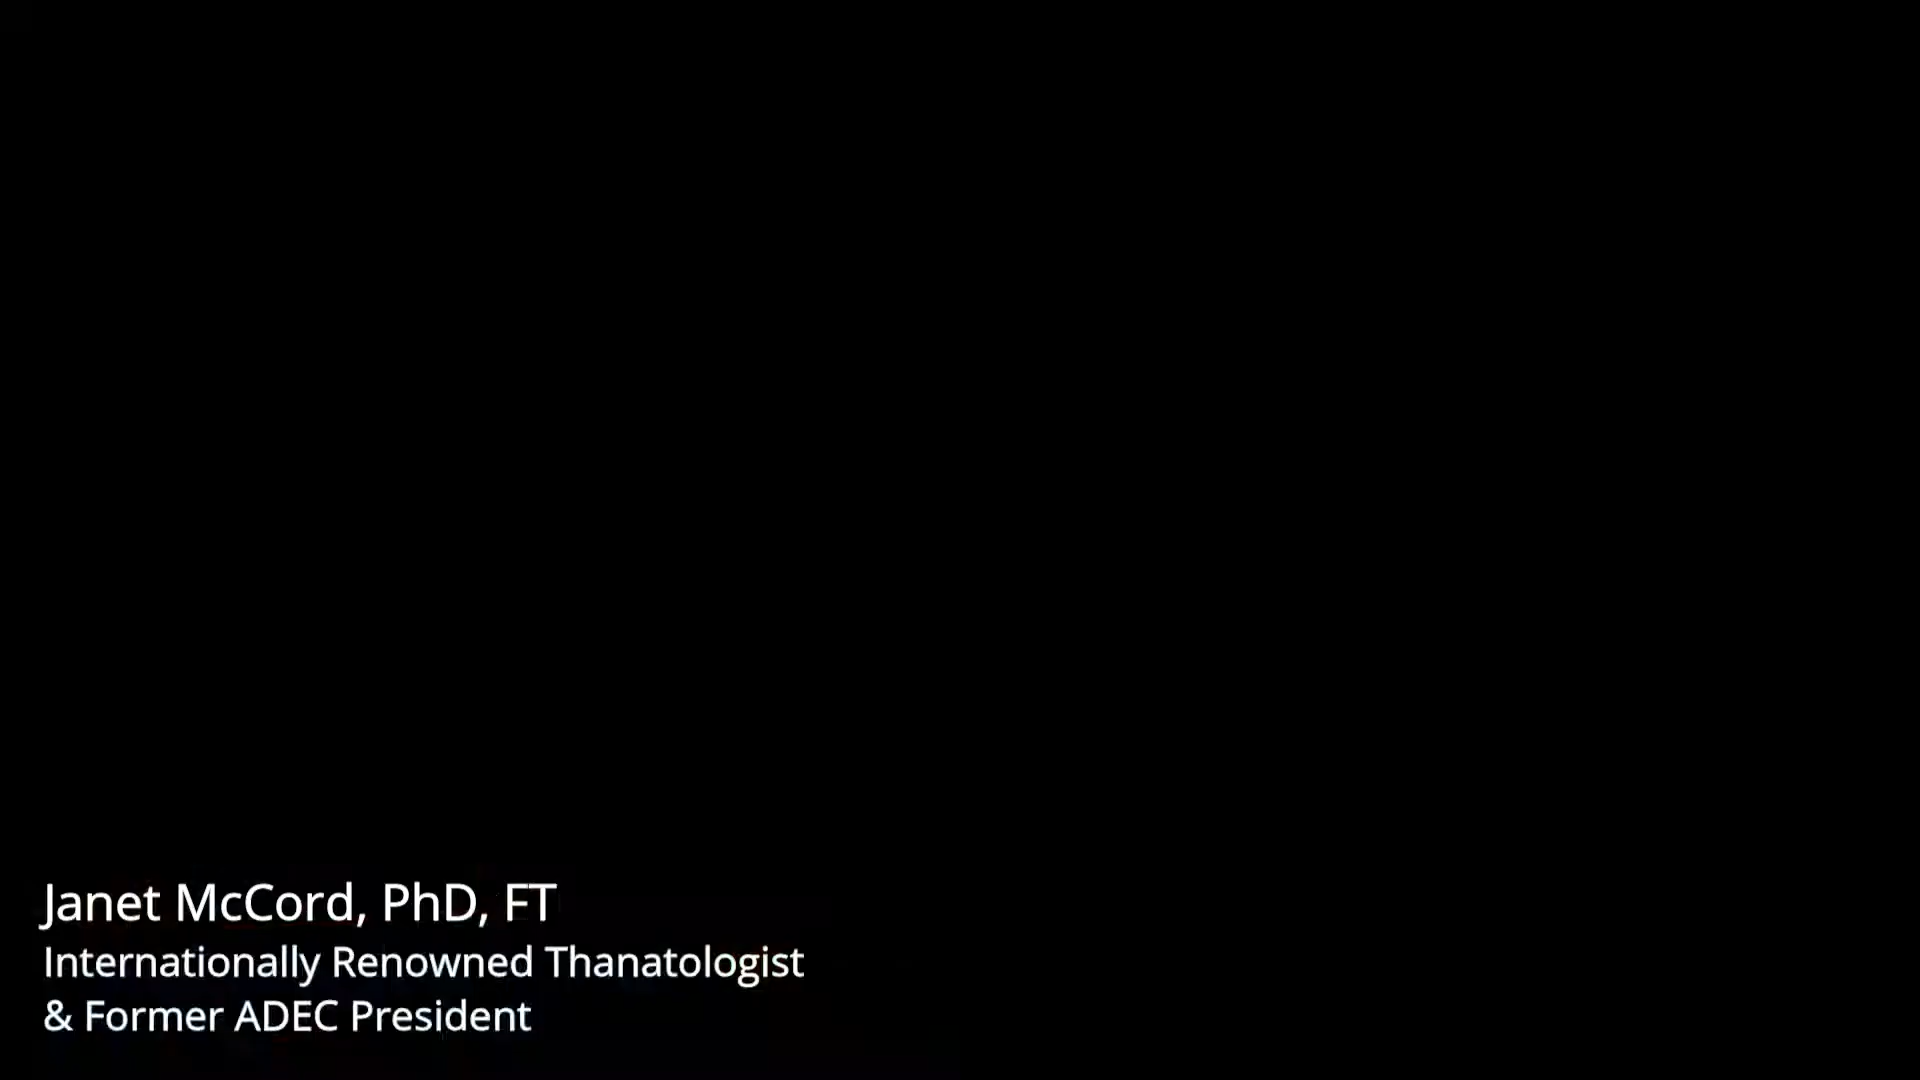 Janet McCord, PhD, FT
Internationally Renowned Thanatologist
& Former ADEC President